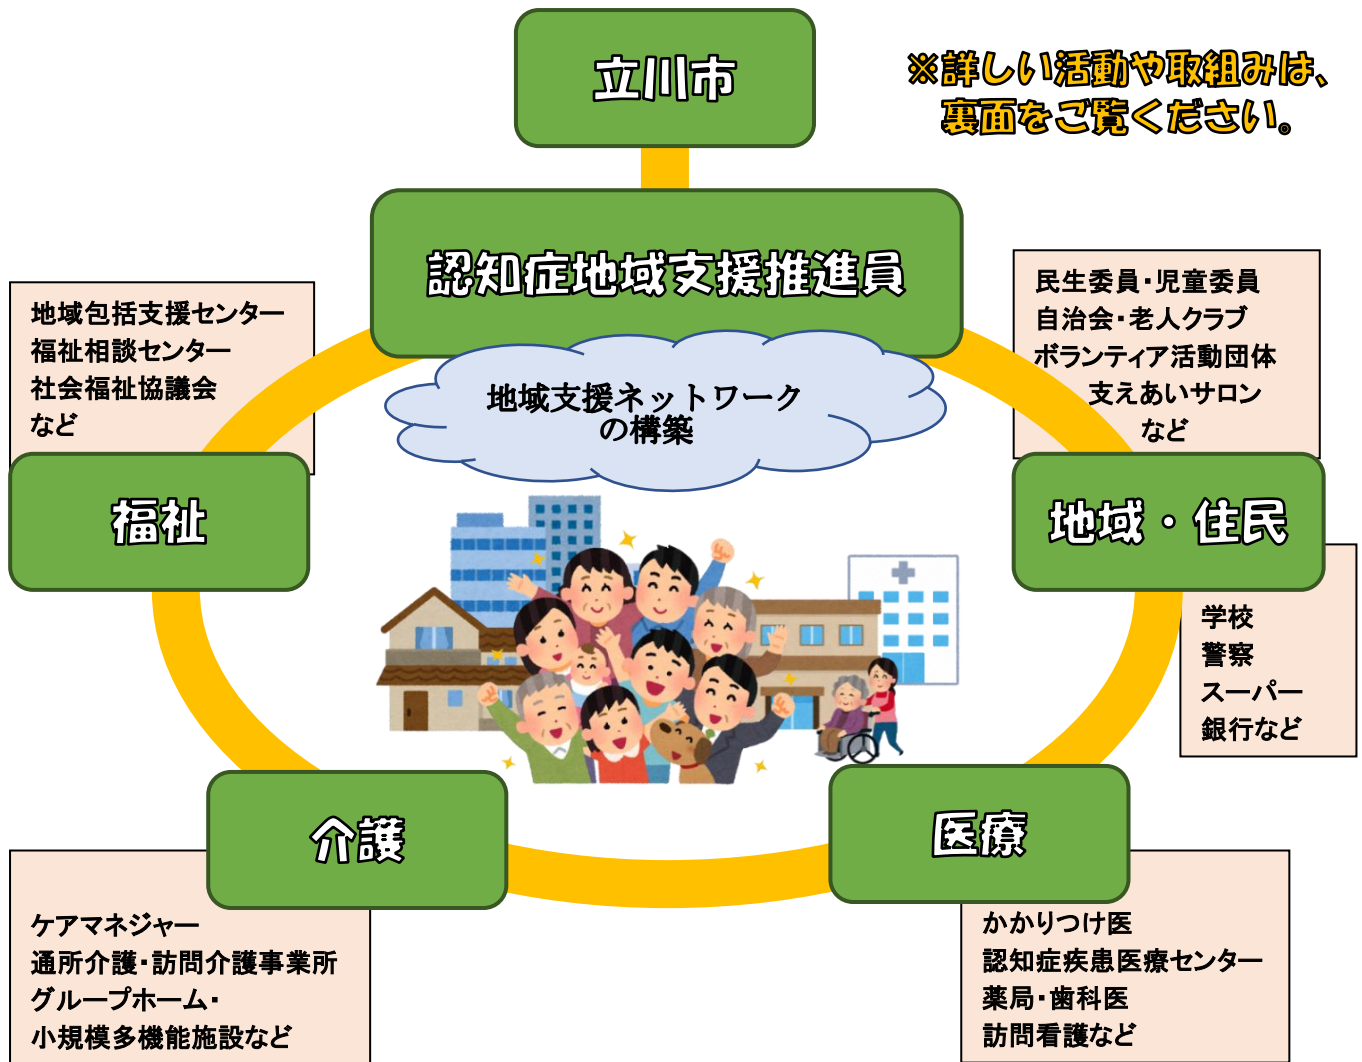 立川市
※詳しい活動や取組みは、
裏面をご覧ください。
認知症地域支援推進員
地域支援ネットワーク
の構築
地域包括支援センター
福祉相談センター
社会福祉協議会
など
福祉
民生委員・児童委員
自治会・老人クラブ
ボランティア活動団体
支えあいサロン
など
地域・住民
学校
警察
スーパー
銀行など
介護
ケアマネジャー
通所介護・訪問介護事業所
グループホーム・
小規模多機能施設など
医療
かかりつけ医
認知症疾患医療センター
薬局・歯科医
訪問看護など